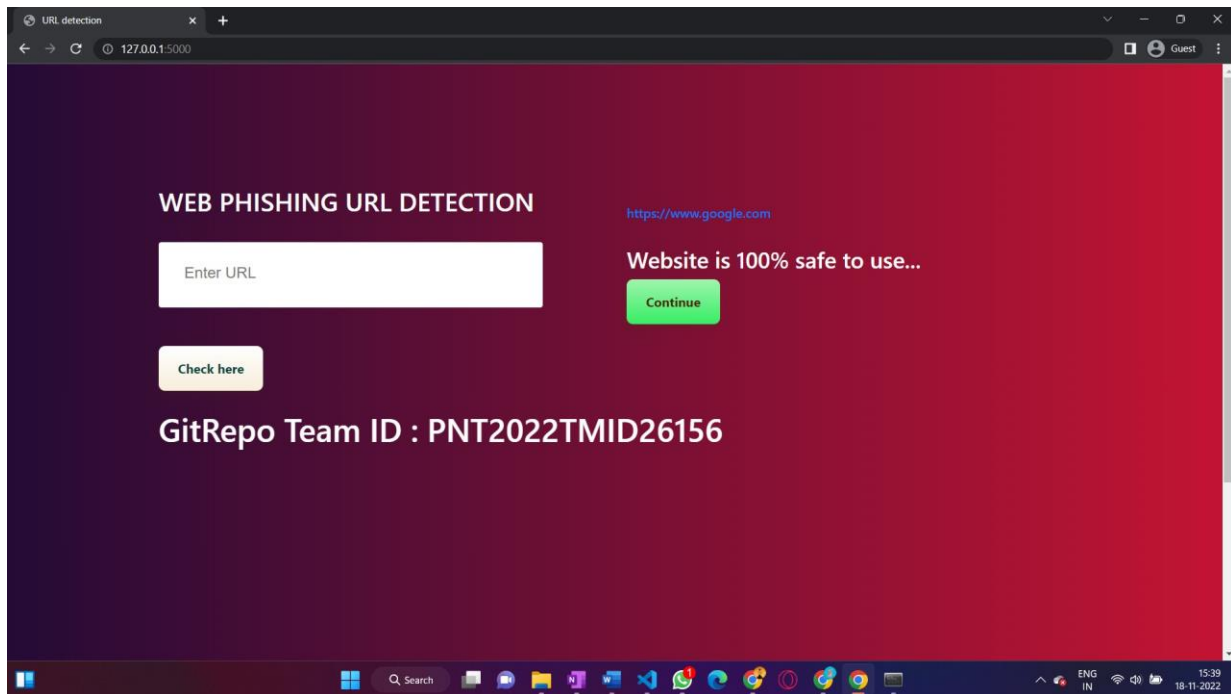 URL detection
127.0.0.1:5000
Guest
WEB PHISHING URL DETECTION
Enter URL
Check here
https://www.google.com
Website is 100% safe to use...
Continue
GitRepo Team ID : PNT2022TMID26156
Search
1
ENG
IN
15:39
18-11-2022